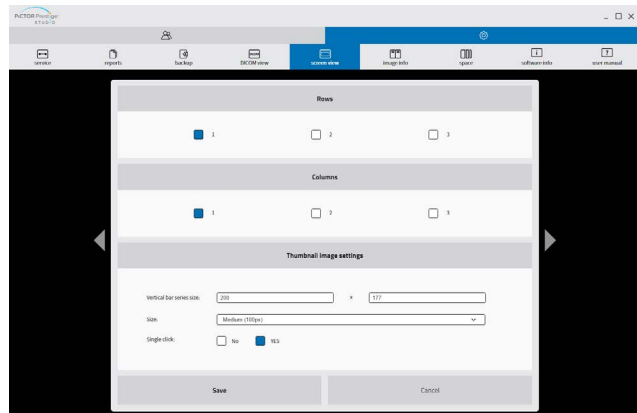 PiCTOR Prestige
STUDIO
service reports backup DICOM view screen view image info space software info user manual
Rows
1 2 3
Columns
1 2 3
Thumbnail image settings
Vertical bar series size: 200 x 177
Size: Medium (100px)
Single click: No YES
Save Cancel